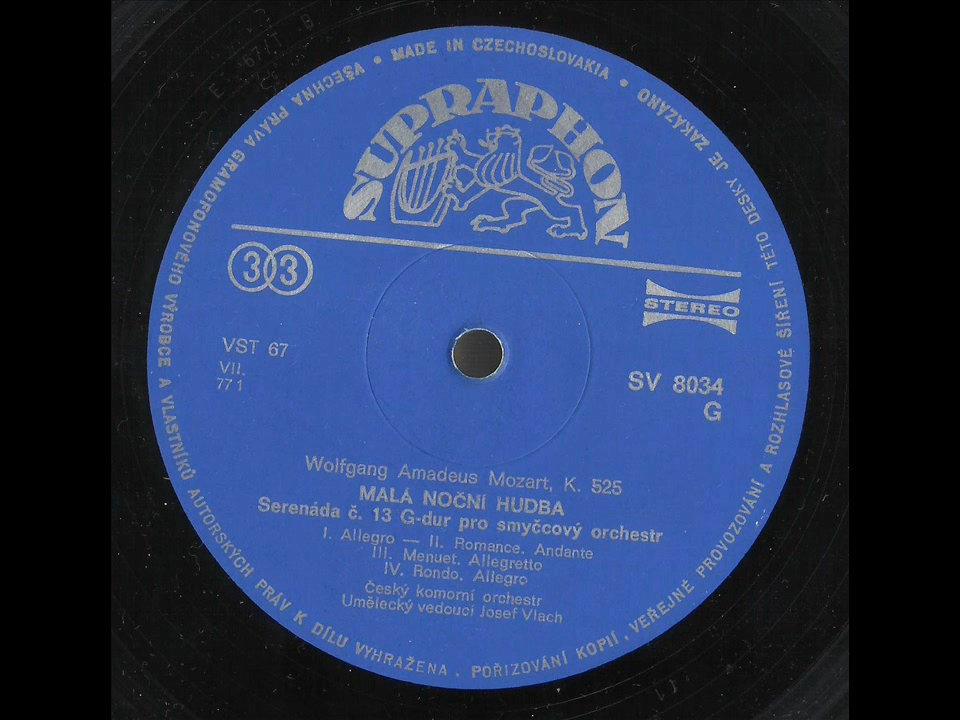 MADE IN CZECHOSLOVAKIA
VŠECHNA PRÁVA GRAMOFONOVÉHO VÝROBCE A VLASTNÍKŮ AUTORSKÝCH PRÁV K DÍLU VYHRAŽENA. POŘIZOVÁNÍ KOPIÍ, VEŘEJNÉ PROVOZOVÁNÍ A ROZHLASOVÉ ŠÍŘENÍ TÉTO DESKY JE ZAKÁZÁNO
SUPRAPHON
33
STEREO
VST 67
VII.
77 1
SV 8034
G
Wolfgang Amadeus Mozart, K. 525
MALÁ NOČNÍ HUDBA
Serenáda č. 13 G-dur pro smyčcový orchestr
I. Allegro — II. Romance. Andante
III. Menuet. Allegretto
IV. Rondo. Allegro
Český komorní orchestr
Umělecký vedoucí Josef Vlach